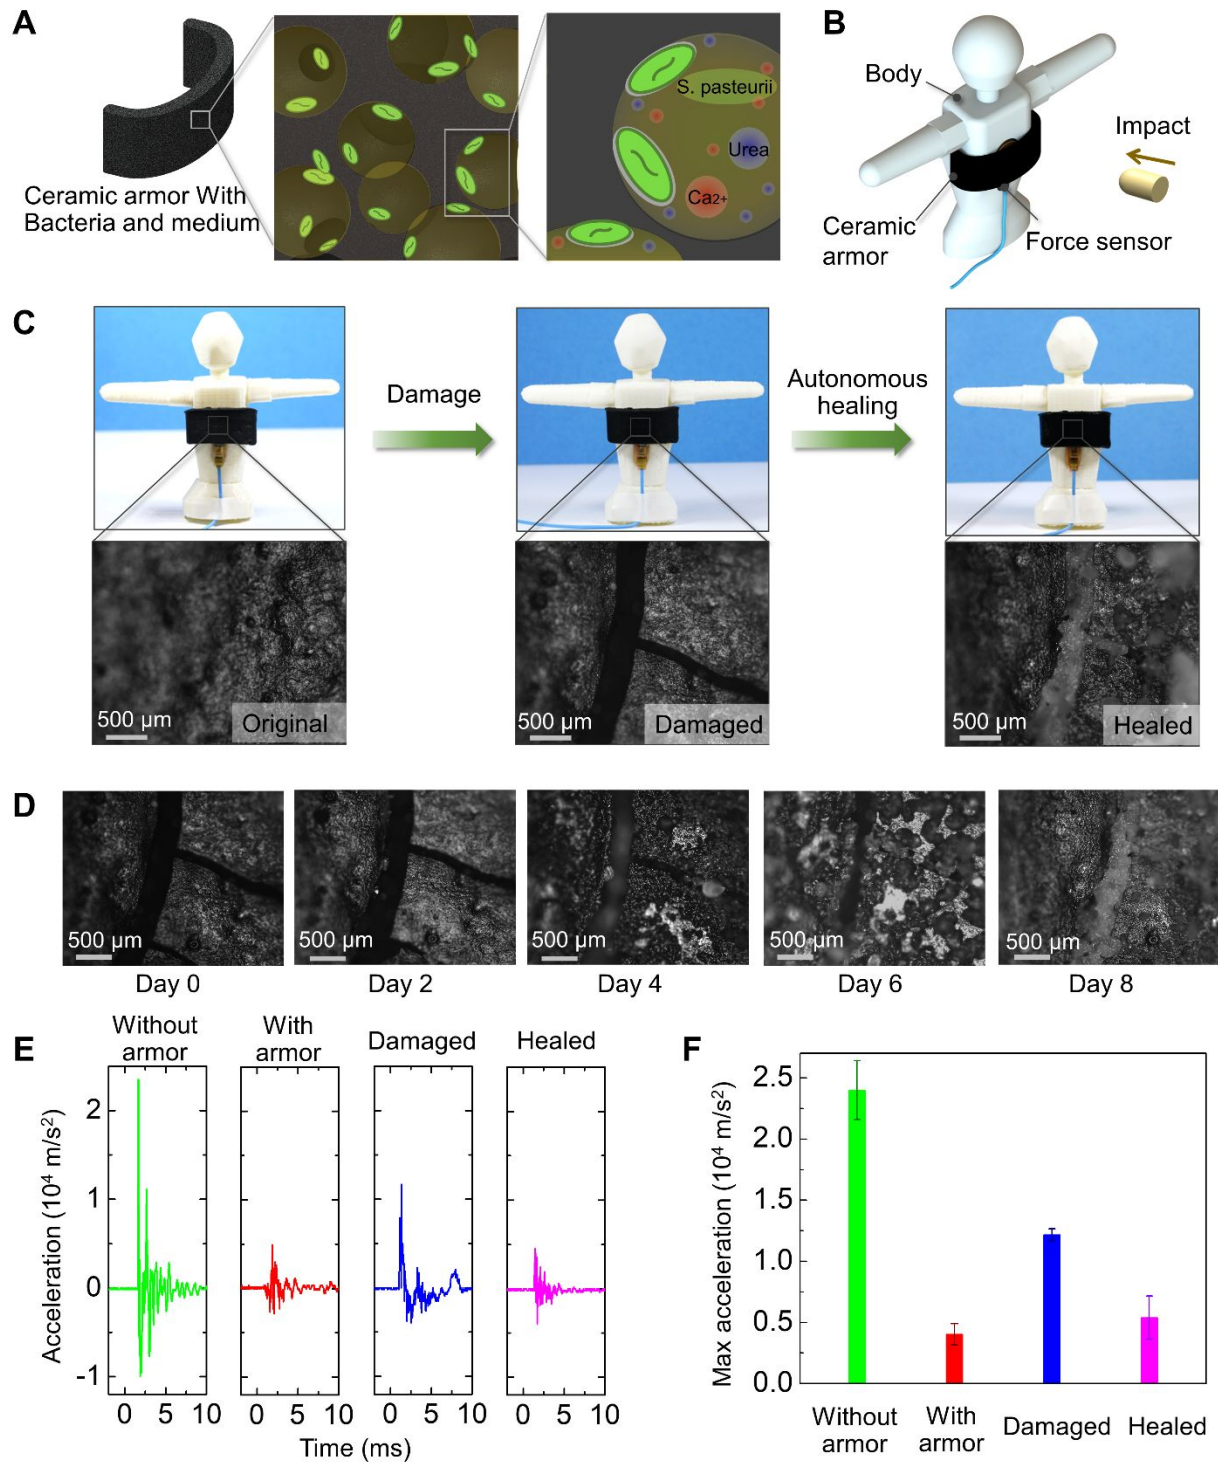 A
Ceramic armor With
Bacteria and medium
S. pasteurii
Urea
Ca2+
B
Body
Impact
Ceramic
armor
Force sensor
C
Damage
Autonomous
healing
500 μm
Original
500 μm
Damaged
500 μm
Healed
D
500 μm
500 μm
500 μm
500 μm
500 μm
Day 0
Day 2
Day 4
Day 6
Day 8
E
Without
armor
With
armor
Damaged
Healed
Acceleration (10⁴ m/s²)
2
1
0
-1
0 5 10
0 5 10
0 5 10
0 5 10
Time (ms)
F
Max acceleration (10⁴ m/s²)
2.5
2.0
1.5
1.0
0.5
0.0
Without
armor
With
armor
Damaged
Healed